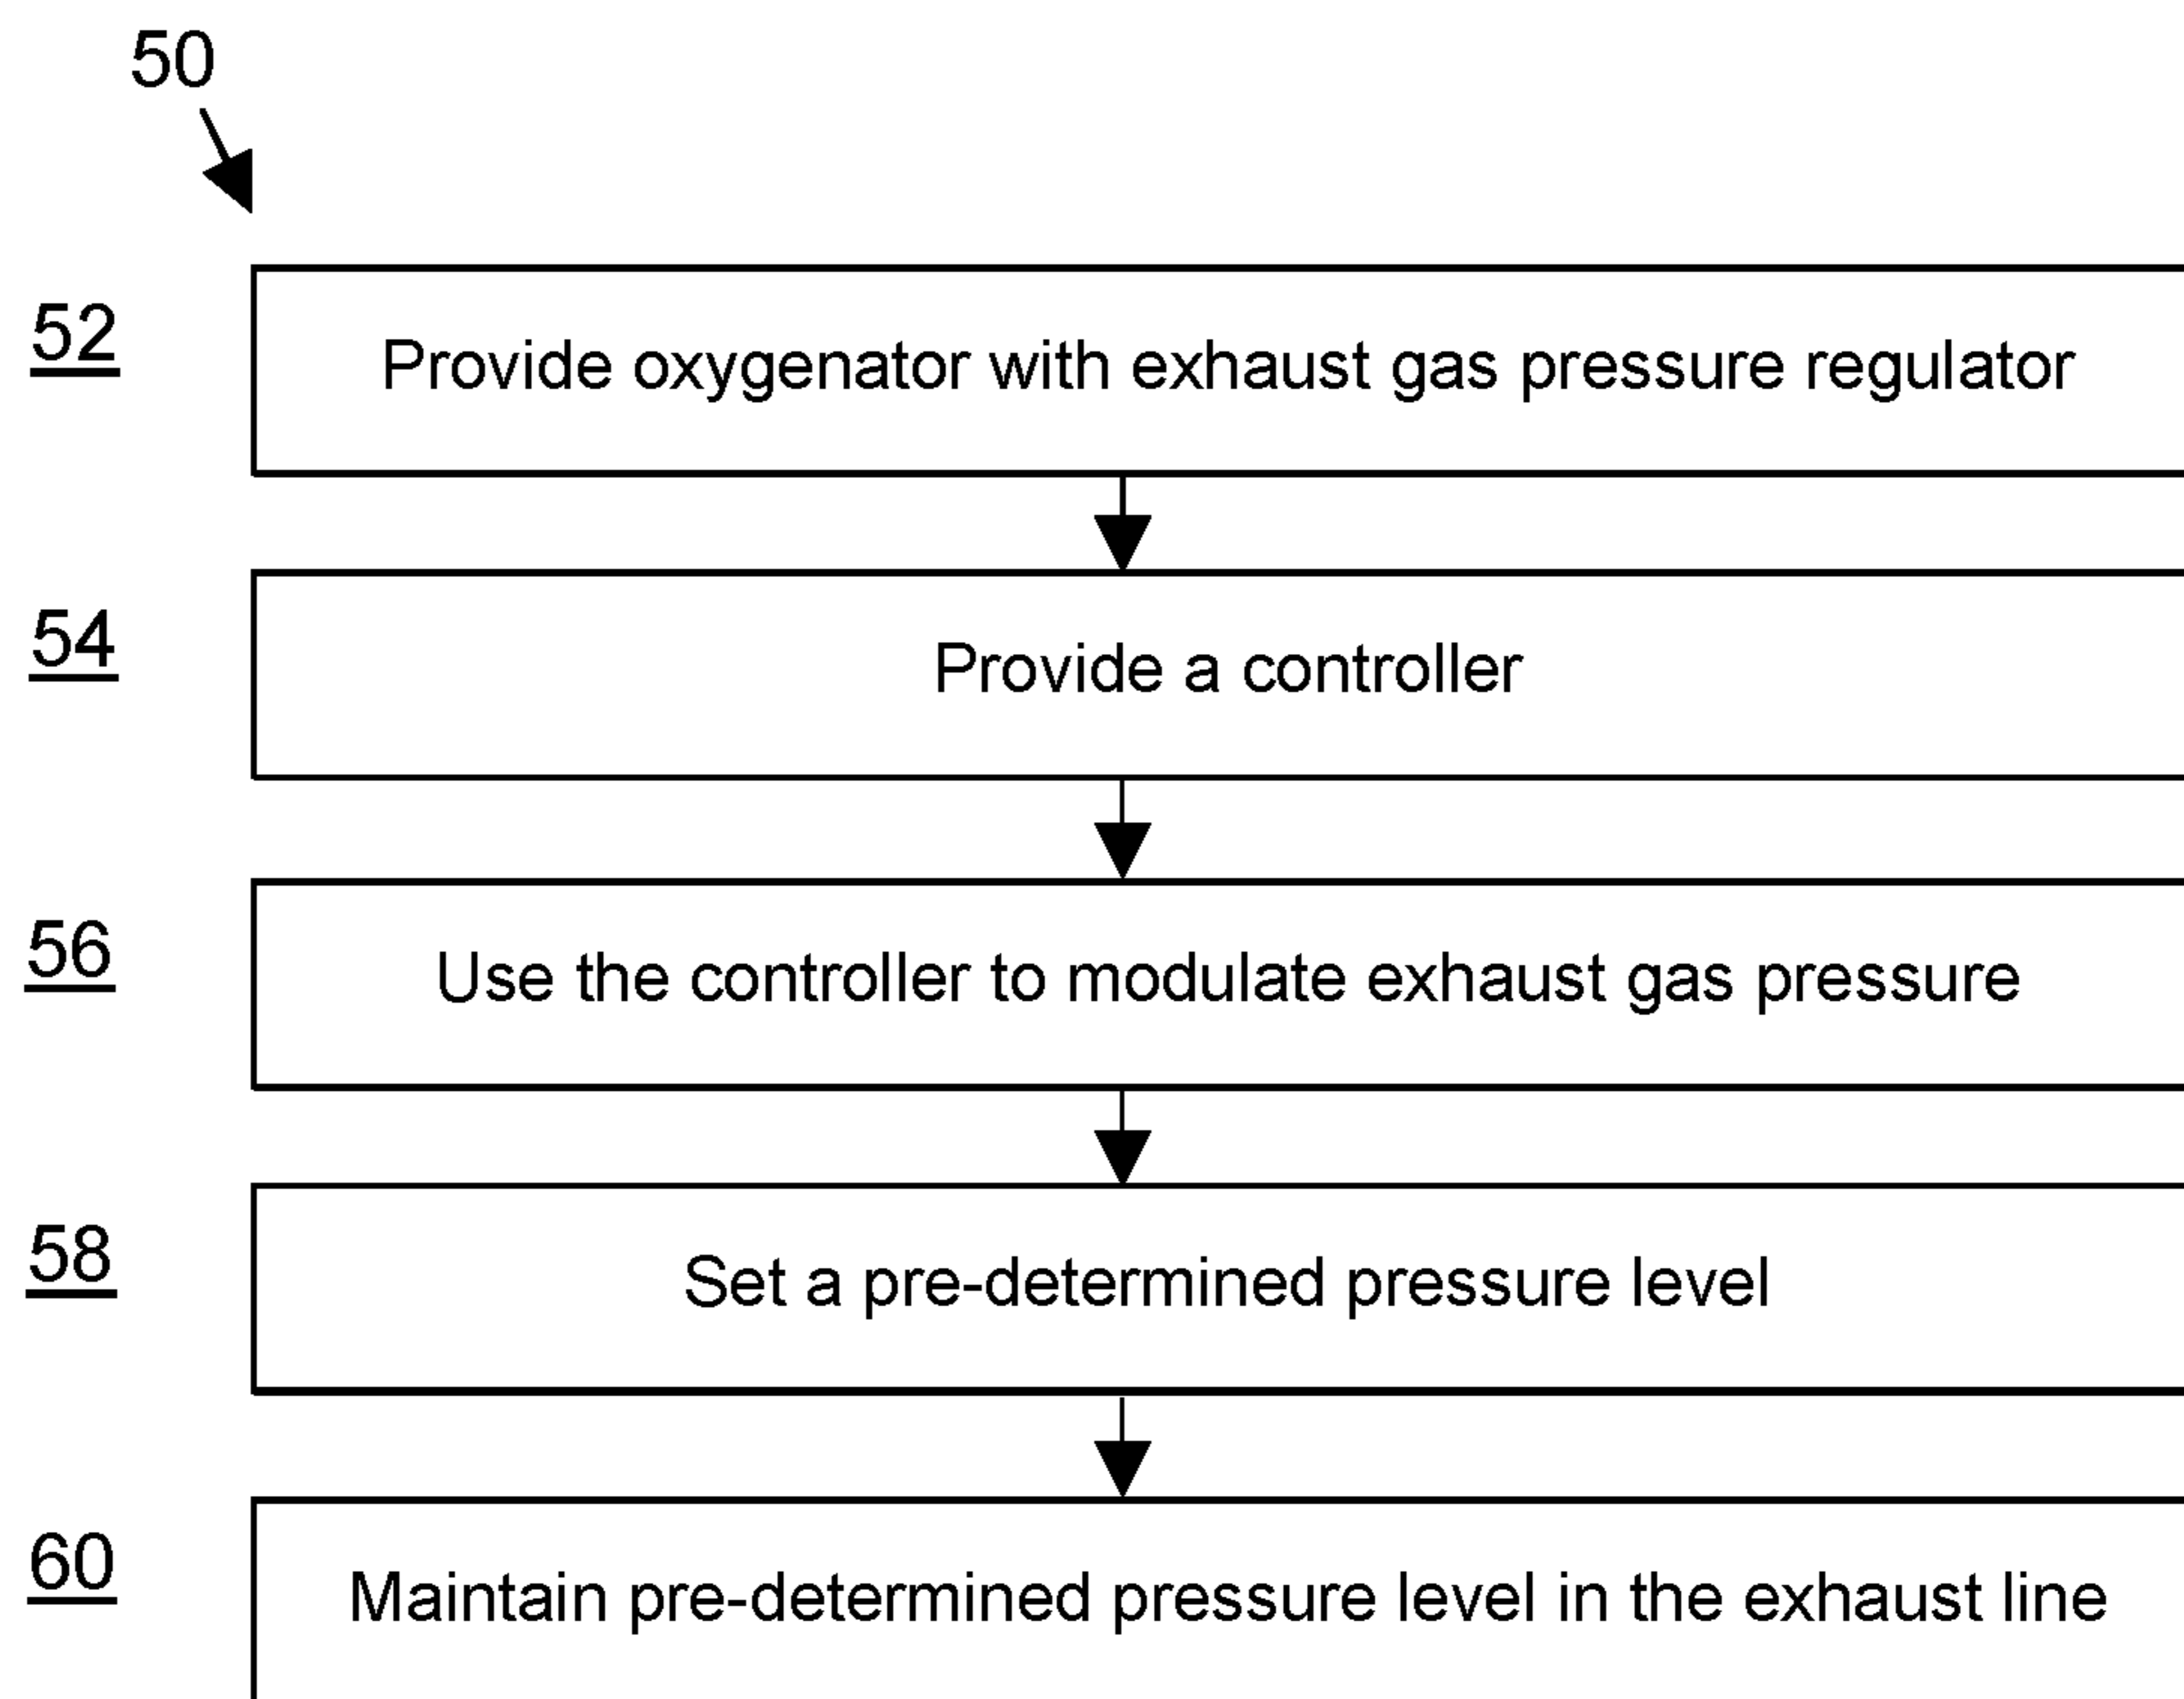 50
52
Provide oxygenator with exhaust gas pressure regulator
54
Provide a controller
56
Use the controller to modulate exhaust gas pressure
58
Set a pre-determined pressure level
60
Maintain pre-determined pressure level in the exhaust line